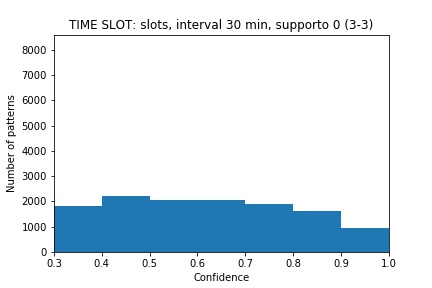 TIME SLOT: slots, interval 30 min, supporto 0 (3-3)
8000
7000
6000
5000
4000
3000
2000
1000
0
Number of patterns
0.3 0.4 0.5 0.6 0.7 0.8 0.9 1.0
Confidence